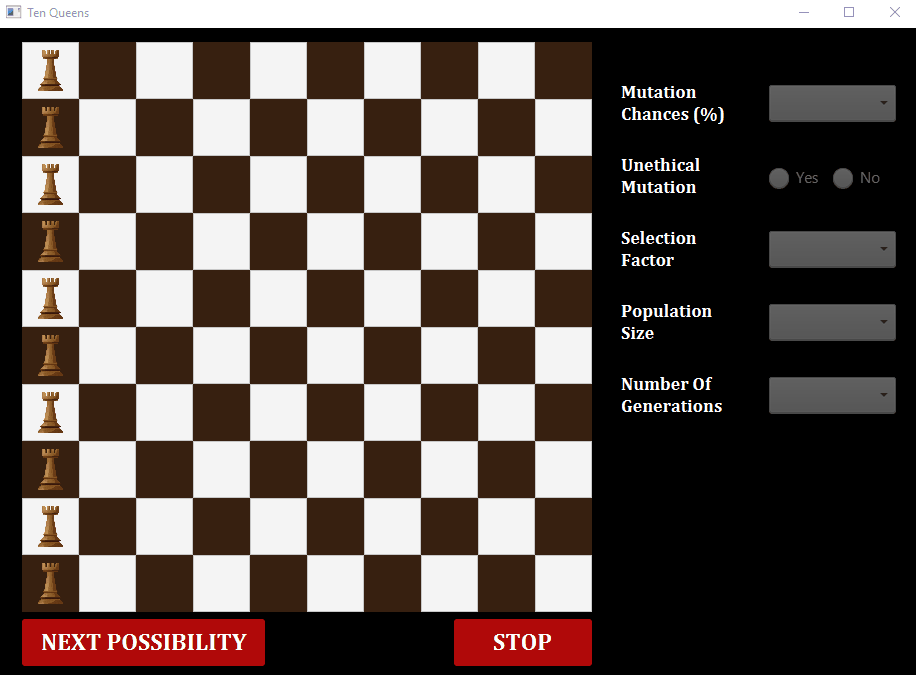 Ten Queens
Mutation
Chances (%)
Unethical
Mutation
Yes
No
Selection
Factor
Population
Size
Number Of
Generations
NEXT POSSIBILITY
STOP